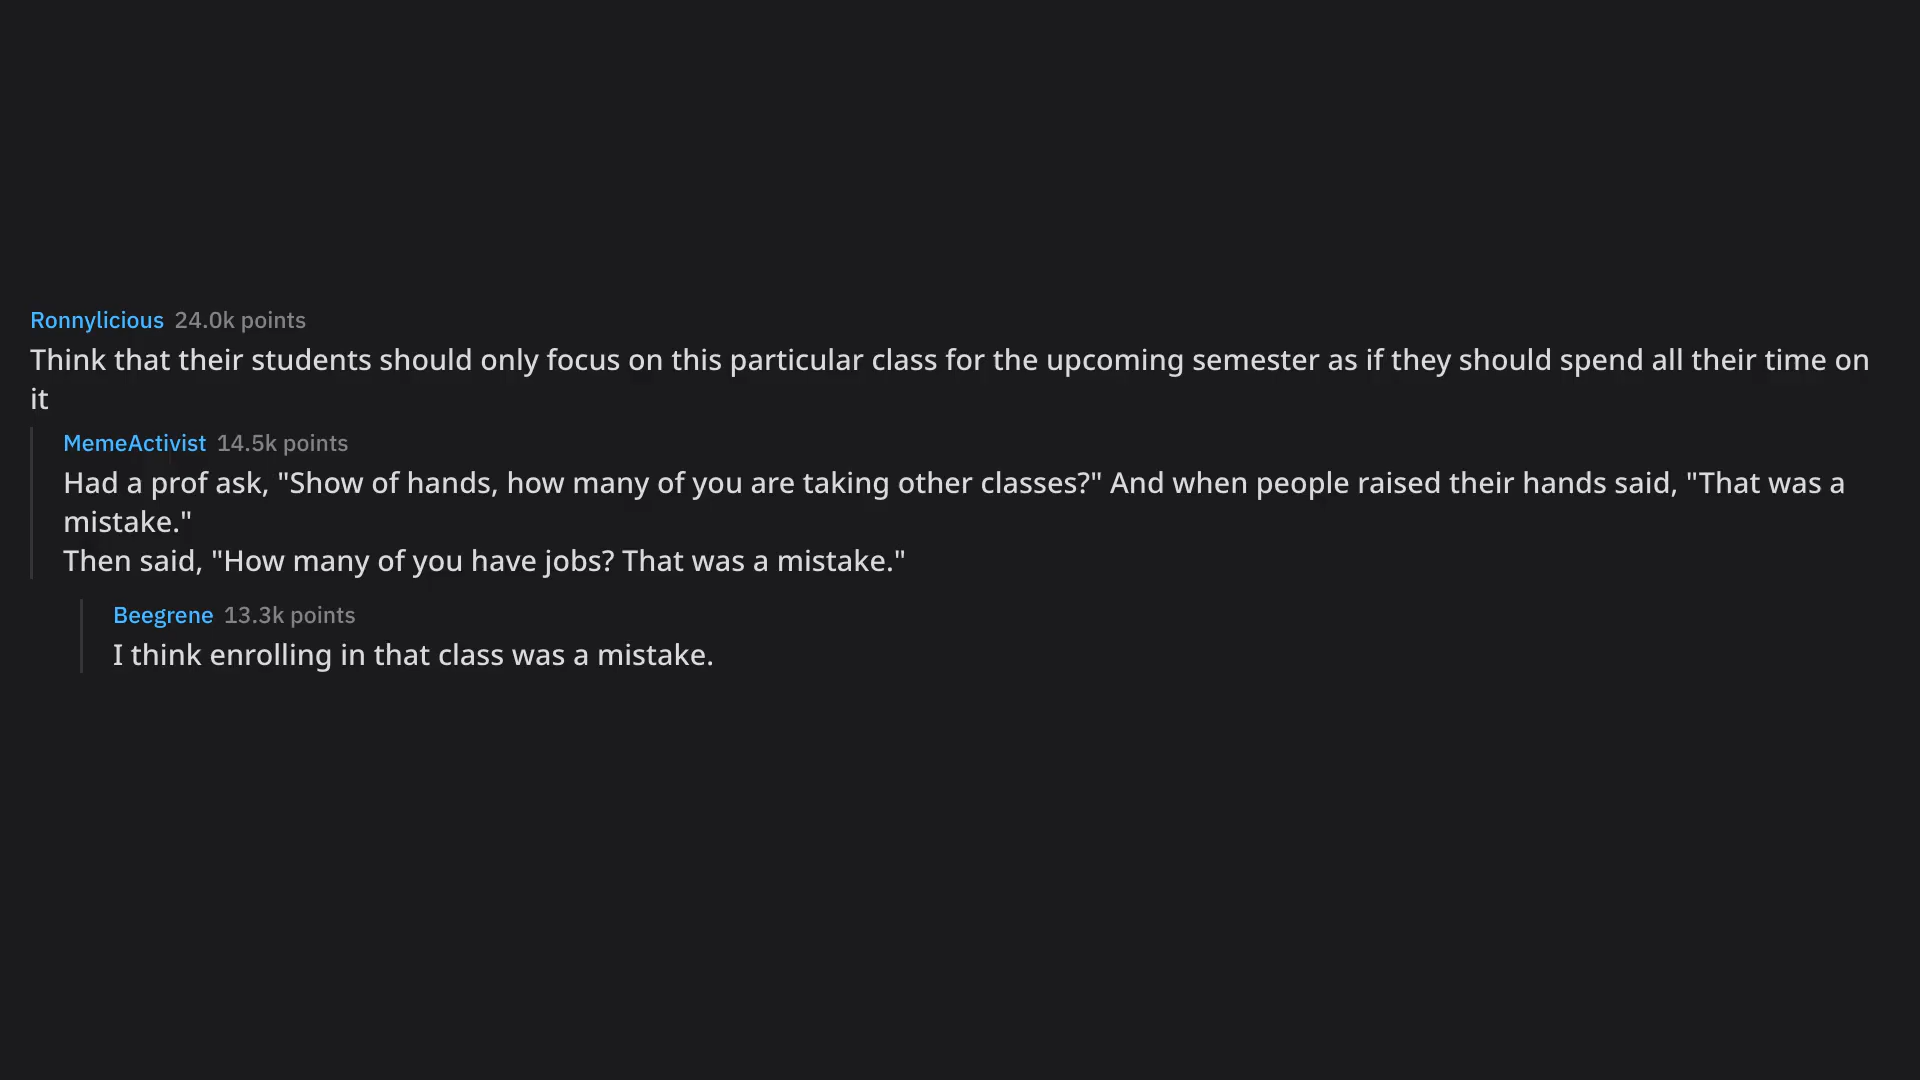 Ronnylicious 24.0k points
Think that their students should only focus on this particular class for the upcoming semester as if they should spend all their time on
it
MemeActivist 14.5k points
Had a prof ask, "Show of hands, how many of you are taking other classes?" And when people raised their hands said, "That was a
mistake."
Then said, "How many of you have jobs? That was a mistake."
Beegrene 13.3k points
I think enrolling in that class was a mistake.